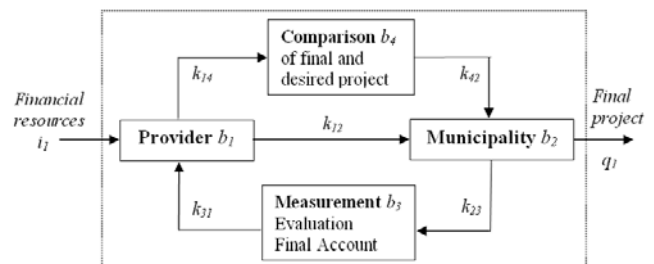 Comparison b4
of final and
desired project
k14
k42
Financial
resources
i1
Provider b1
k12
Municipality b2
Final
project
q1
k31
Measurement b3
Evaluation
Final Account
k23